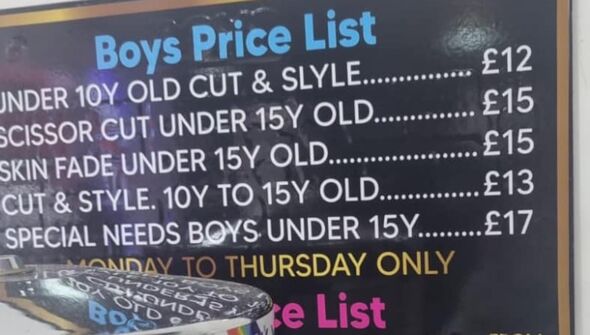 Boys Price List
UNDER 10Y OLD CUT & SLYLE............... £12
SCISSOR CUT UNDER 15Y OLD............... £15
SKIN FADE UNDER 15Y OLD.................... £15
CUT & STYLE. 10Y TO 15Y OLD............. £13
SPECIAL NEEDS BOYS UNDER 15Y......... £17
MONDAY TO THURSDAY ONLY
List